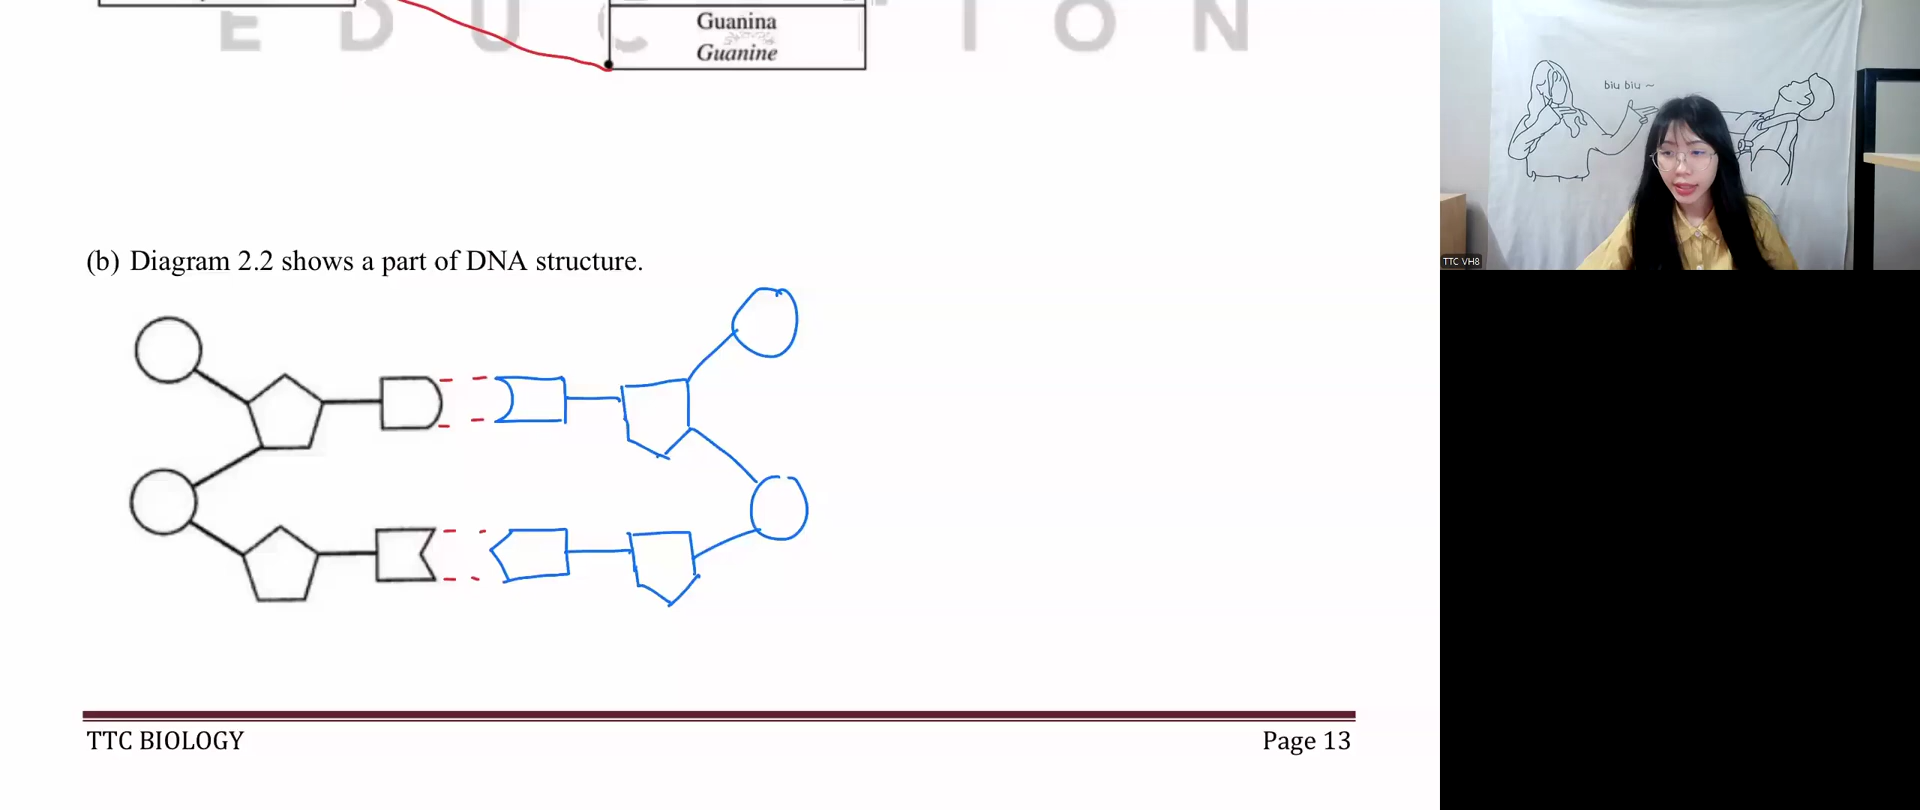 E D U C T I O N
Guanina
Guanine
biu biu ~
TTC VH8
(b) Diagram 2.2 shows a part of DNA structure.
TTC BIOLOGY
Page 13